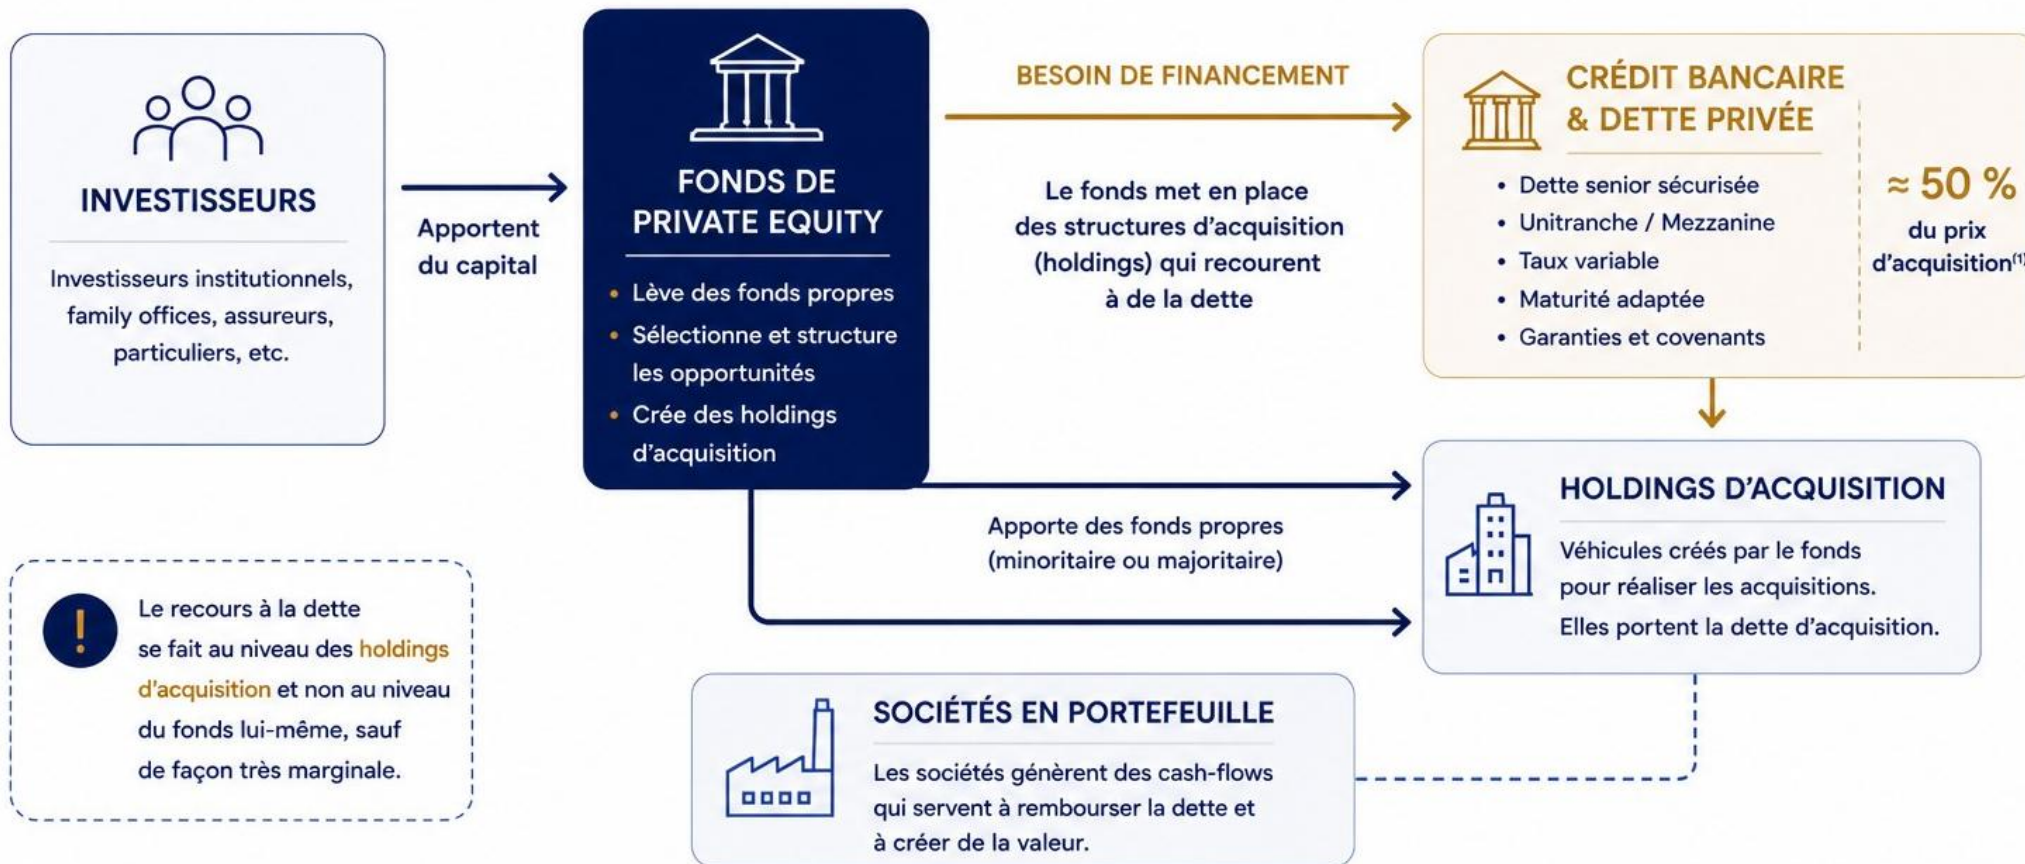 INVESTISSEURS
Investisseurs institutionnels,
family offices, assureurs,
particuliers, etc.
Apportent
du capital
FONDS DE
PRIVATE EQUITY
• Lève des fonds propres
• Sélectionne et structure
les opportunités
• Crée des holdings
d'acquisition
BESOIN DE FINANCEMENT
Le fonds met en place
des structures d'acquisition
(holdings) qui recourent
à de la dette
CRÉDIT BANCAIRE
& DETTE PRIVÉE
• Dette senior sécurisée
• Unitranche / Mezzanine
• Taux variable
• Maturité adaptée
• Garanties et covenants
≈ 50 %
du prix
d'acquisition(1)
Apporte des fonds propres
(minoritaire ou majoritaire)
HOLDINGS D'ACQUISITION
Véhicules créés par le fonds
pour réaliser les acquisitions.
Elles portent la dette d'acquisition.
!
Le recours à la dette
se fait au niveau des holdings
d'acquisition et non au niveau
du fonds lui-même, sauf
de façon très marginale.
SOCIÉTÉS EN PORTEFEUILLE
Les sociétés génèrent des cash-flows
qui servent à rembourser la dette et
à créer de la valeur.